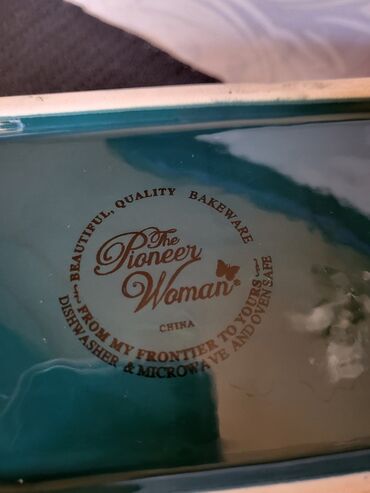 BEAUTIFUL, QUALITY BAKEWARE
The
Pioneer
Woman®
CHINA
FROM MY FRONTIER TO YOURS
DISHWASHER & MICROWAVE AND OVEN SAFE